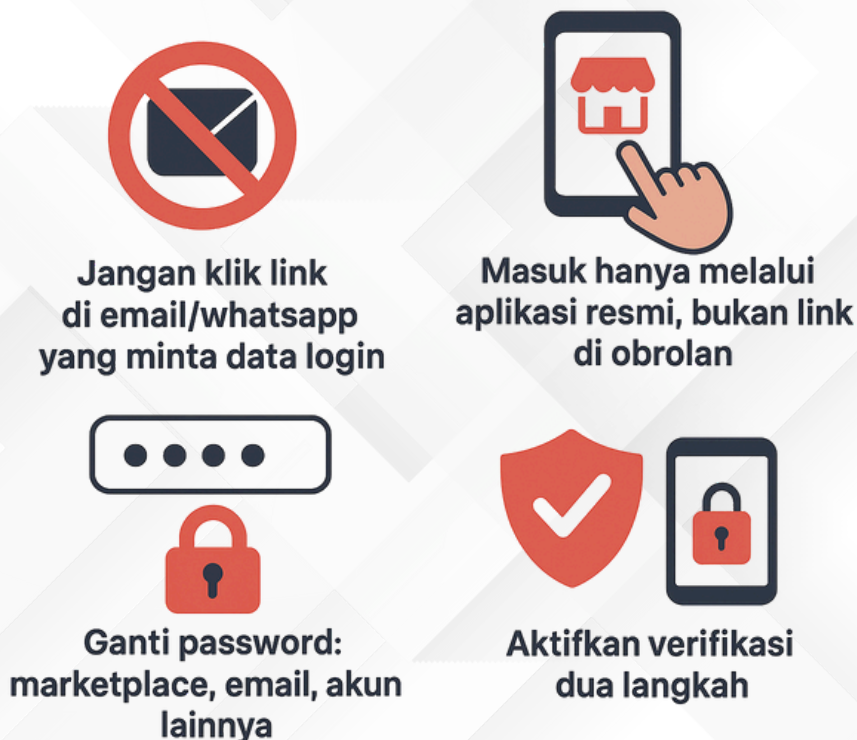 Jangan klik link
di email/whatsapp
yang minta data login
Masuk hanya melalui
aplikasi resmi, bukan link
di obrolan
Ganti password:
marketplace, email, akun
lainnya
Aktifkan verifikasi
dua langkah